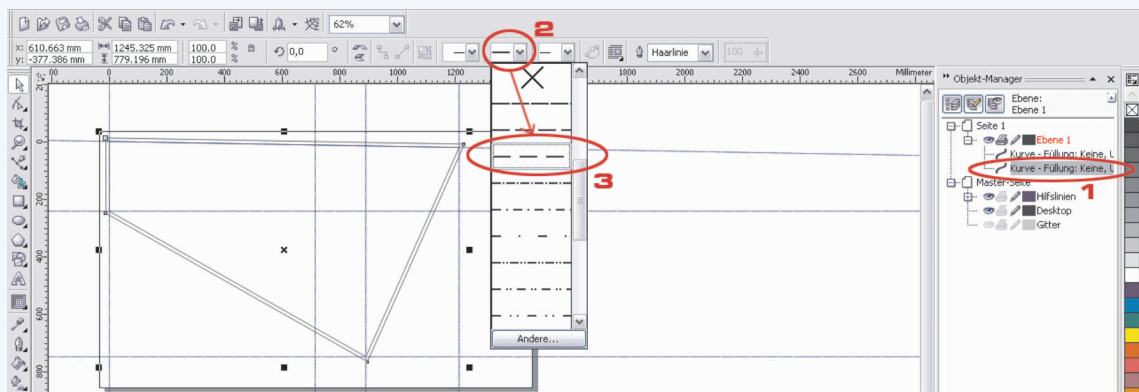 62%
2
x: 610.663 mm 1245.325 mm 100.0 % 0,0 ° Haarlinie 100
y: -377.386 mm 779.196 mm 100.0 %
00 0 200 400 600 800 1000 1200 1800 2000 2200 2400 2600 Millimeter
Objekt-Manager
Ebene:
Ebene 1
Seite 1
Ebene 1
Kurve - Füllung: Keine, U
Kurve - Füllung: Keine, U
1
Master-Seite
Hilfslinien
Desktop
Gitter
3
0
200
400
600
800
Andere...